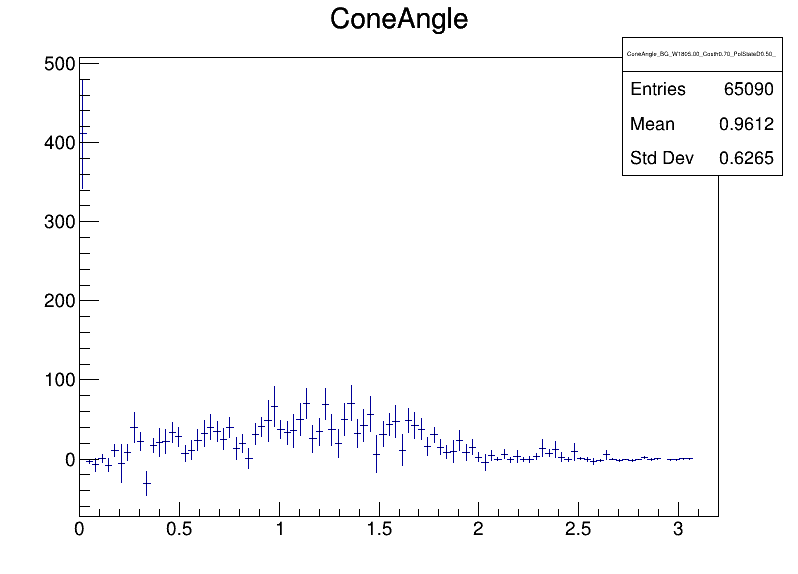 ConeAngle
ConeAngle_BG_W1805.00_Costh0.70_PolState00.50_
Entries 65090
Mean 0.9612
Std Dev 0.6265
500
400
300
200
100
0
0 0.5 1 1.5 2 2.5 3